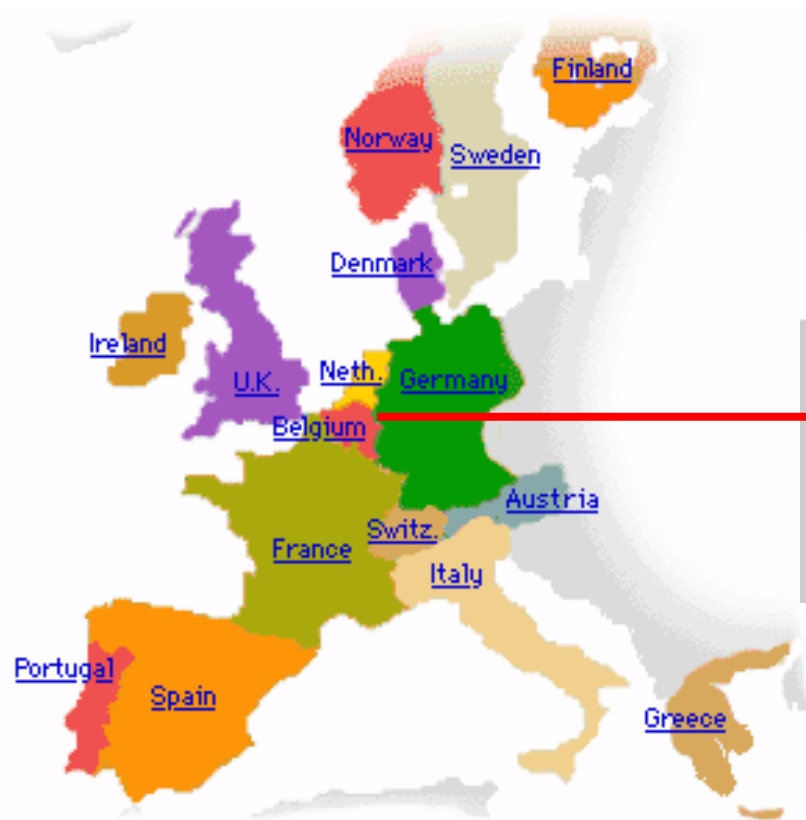 Finland
Norway
Sweden
Denmark
Ireland
Neth.
Germany
U.K.
Belgium
Austria
Switz.
France
Italy
Portugal
Spain
Greece